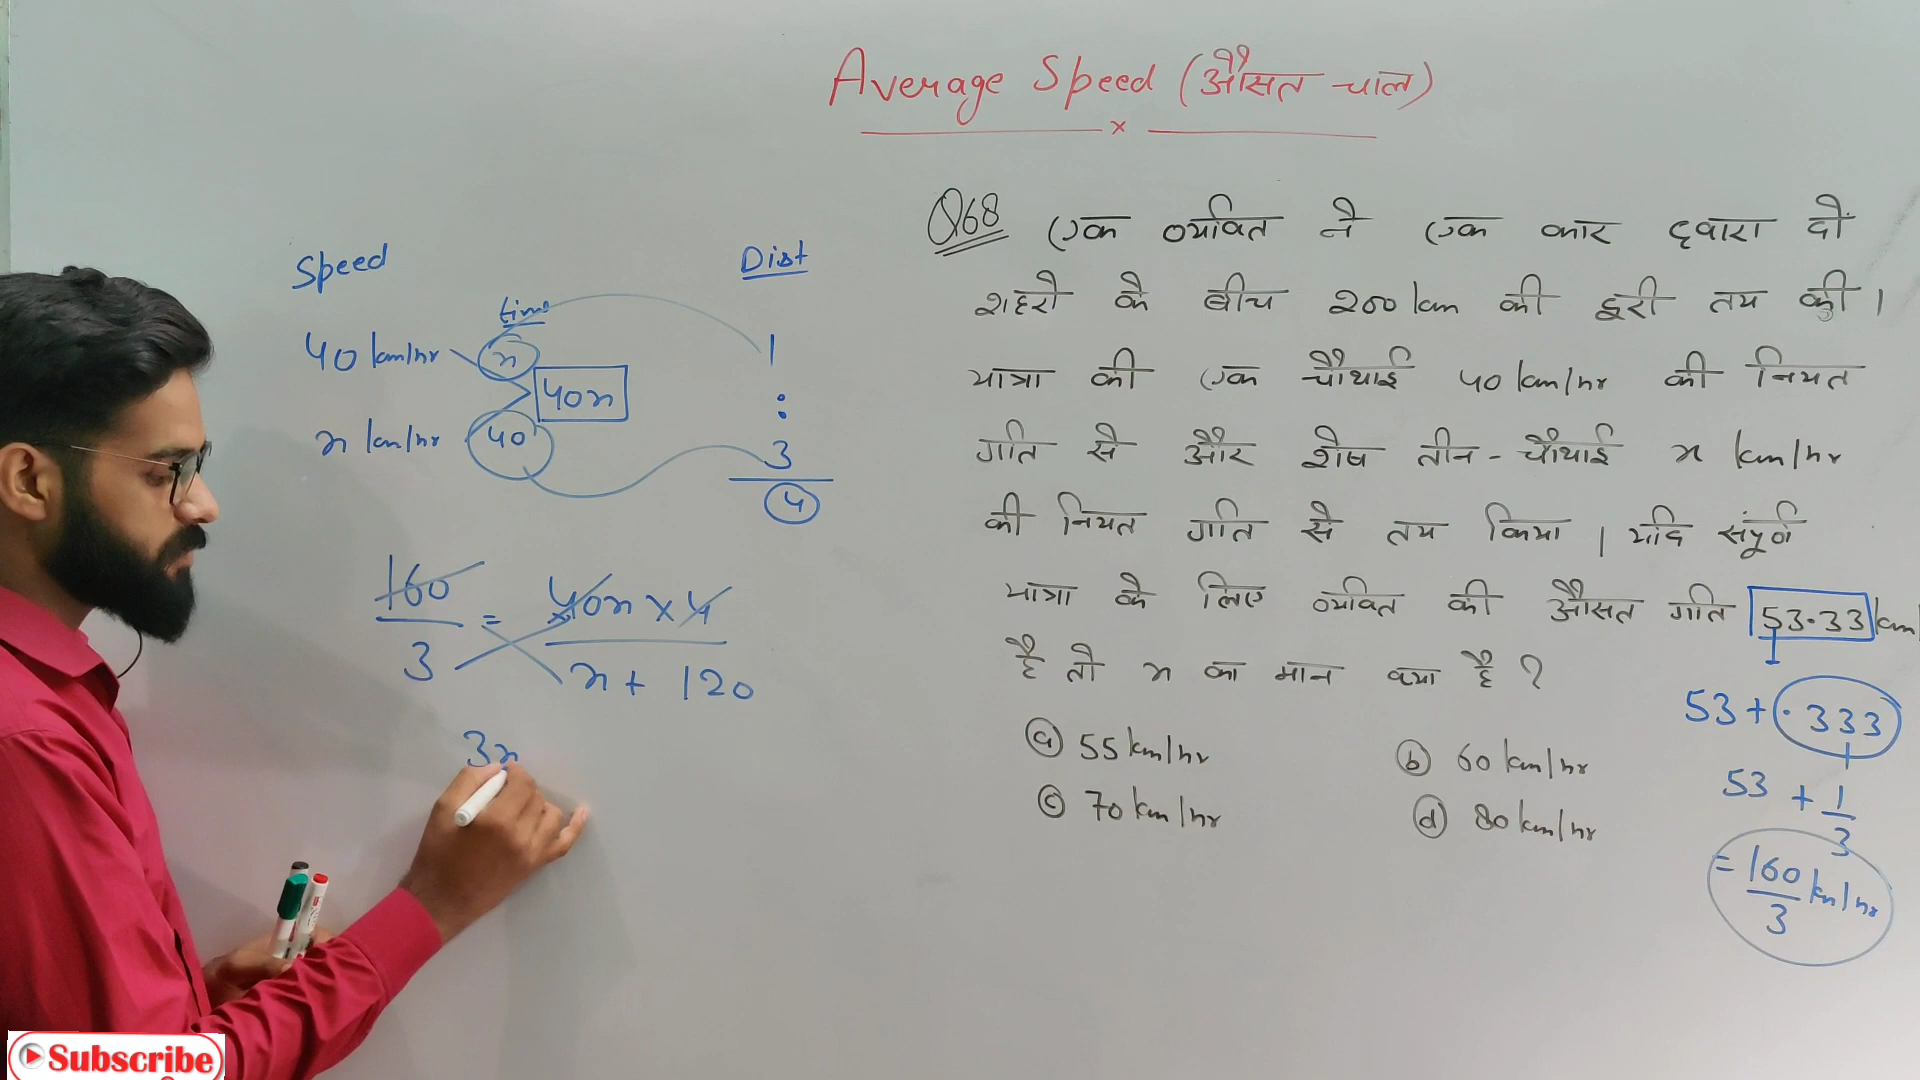 Average Speed (औसत चाल)
x
Q68 एक व्यक्ति ने एक कार द्वारा दो
शहरो के बीच 200 km की दूरी तय की।
यात्रा की एक चौथाई 40 km/hr की नियत
गति से और शेष तीन-चौथाई x km/hr
की नियत गति से तय किया। यदि संपूर्ण
यात्रा के लिए व्यक्ति की औसत गति 53.33 km
है तो x का मान क्या है?
(a) 55 km/hr (b) 60 km/hr
(c) 70 km/hr (d) 80 km/hr
53 + .333
53 + 1/3
= 160/3 km/hr
Speed Dist
time
40 km/hr x 1
40x :
x km/hr 40 3
4
160/3 = 40x × 4/x + 120
3x
Subscribe